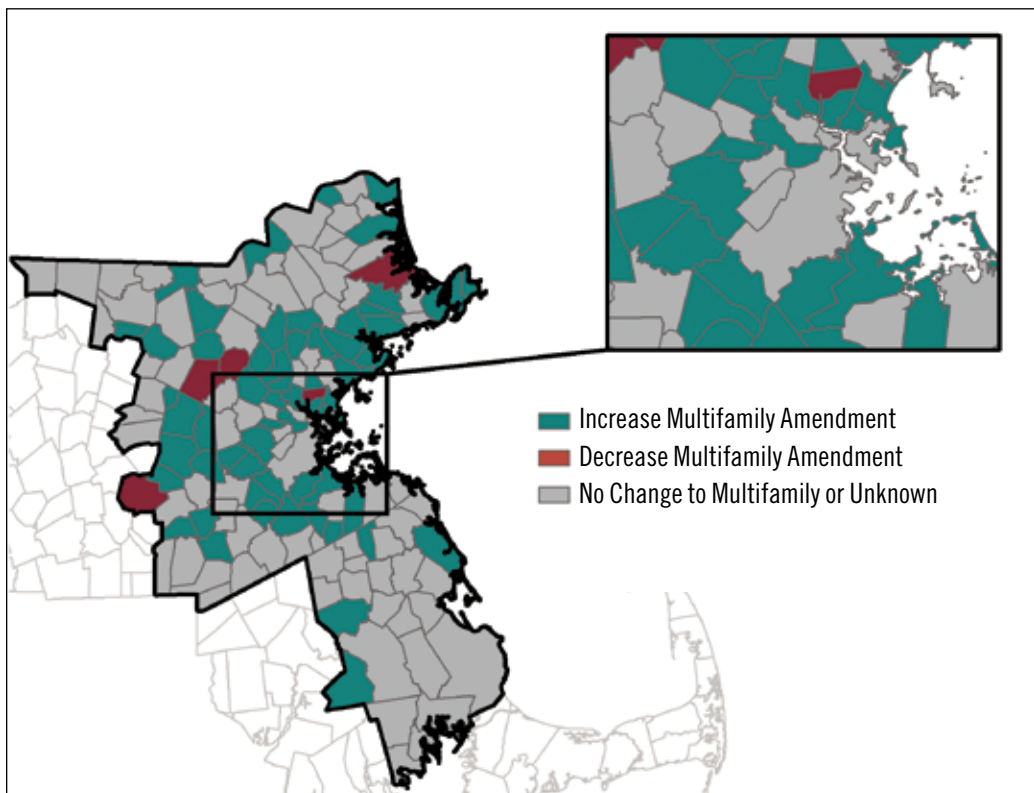 Increase Multifamily Amendment
Decrease Multifamily Amendment
No Change to Multifamily or Unknown